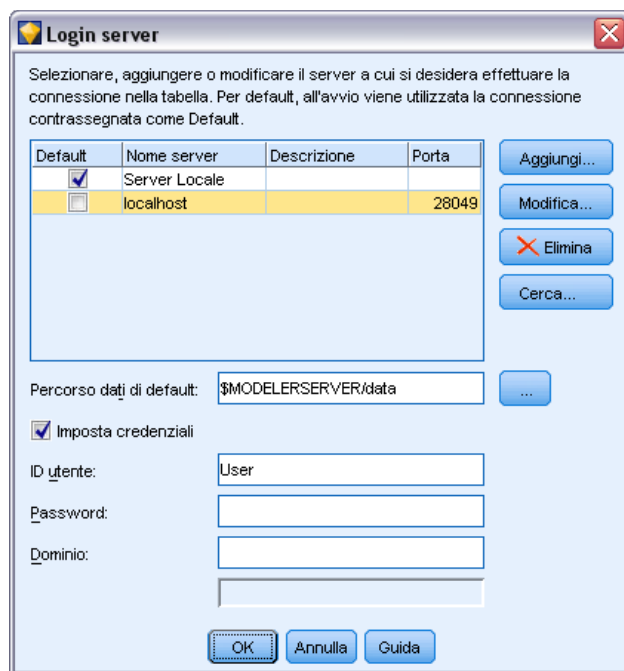 Login server
Selezionare, aggiungere o modificare il server a cui si desidera effettuare la
connessione nella tabella. Per default, all'avvio viene utilizzata la connessione
contrassegnata come Default.
Default Nome server Descrizione Porta
Server Locale
localhost 28049
Aggiungi...
Modifica...
Elimina
Cerca...
Percorso dati di default: $MODELERSERVER/data ...
Imposta credenziali
ID utente: User
Password:
Dominio:
OK Annulla Guida